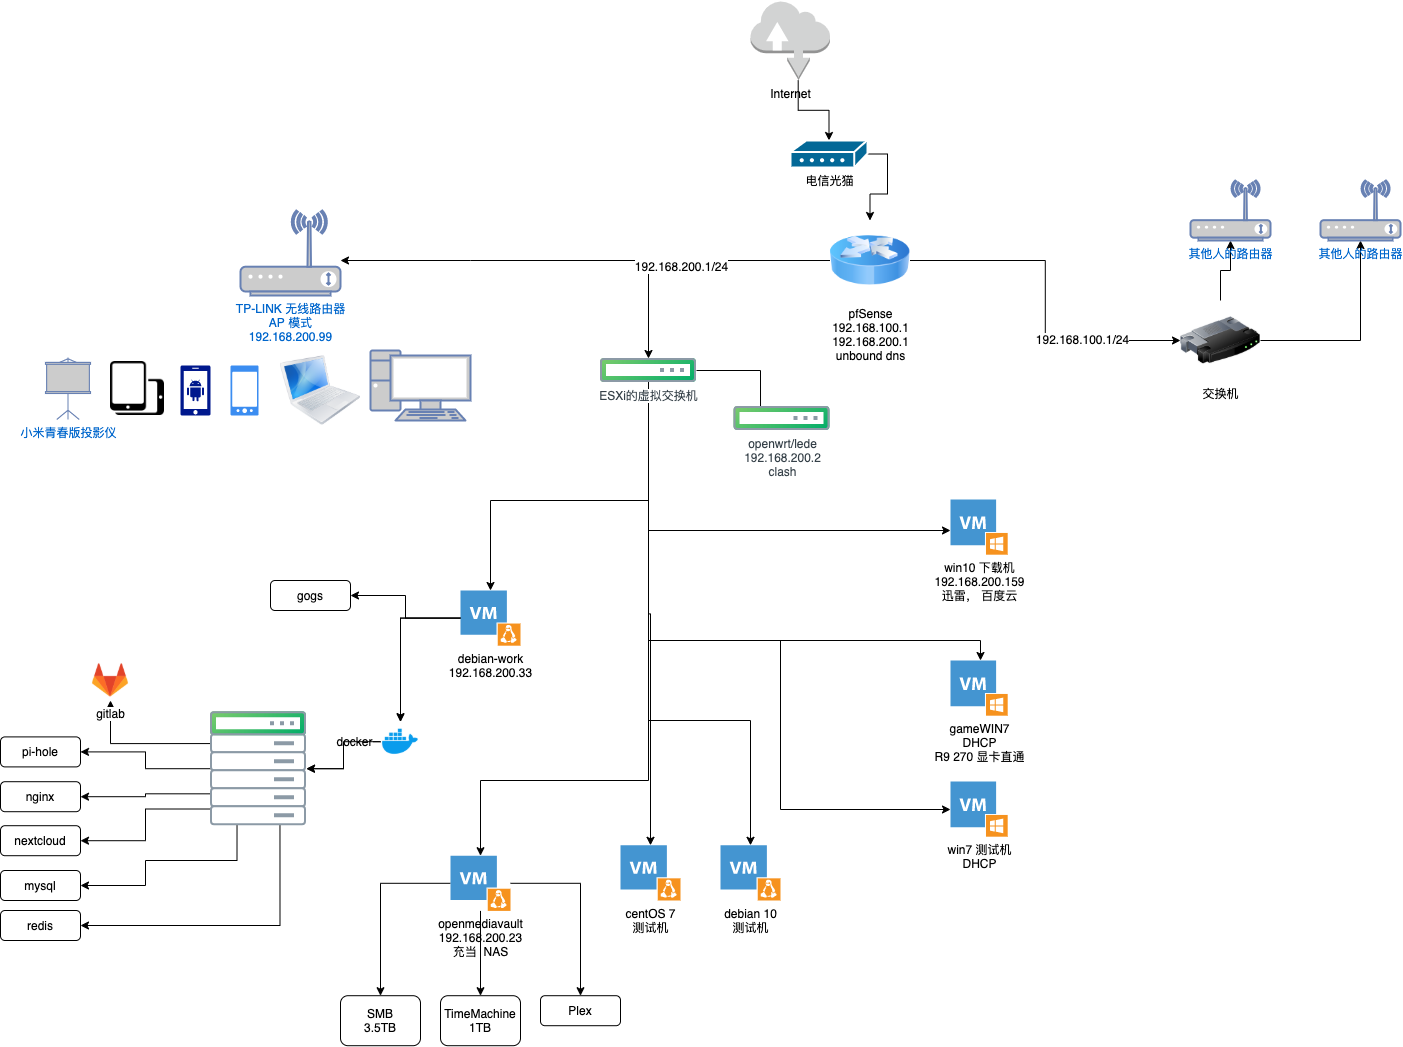 Internet
电信光猫
其他人的路由器
其他人的路由器
192.168.200.1/24
TP-LINK 无线路由器
AP 模式
192.168.200.99
pfSense
192.168.100.1
192.168.200.1
unbound dns
192.168.100.1/24
交换机
ESXi的虚拟交换机
小米青春版投影仪
openwrt/lede
192.168.200.2
clash
VM
win10 下载机
192.168.200.159
迅雷， 百度云
gogs
VM
debian-work
192.168.200.33
VM
gameWIN7
DHCP
R9 270 显卡直通
gitlab
docker
pi-hole
nginx
nextcloud
mysql
redis
VM
win7 测试机
DHCP
VM
openmediavault
192.168.200.23
充当 NAS
VM
centOS 7
测试机
VM
debian 10
测试机
SMB
3.5TB
TimeMachine
1TB
Plex